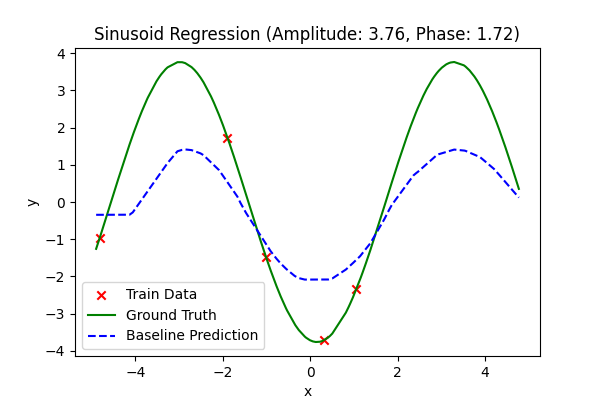 Sinusoid Regression (Amplitude: 3.76, Phase: 1.72)
4
3
2
1
0
−1
−2
−3
−4
y
Train Data
Ground Truth
Baseline Prediction
−4
−2
0
2
4
x